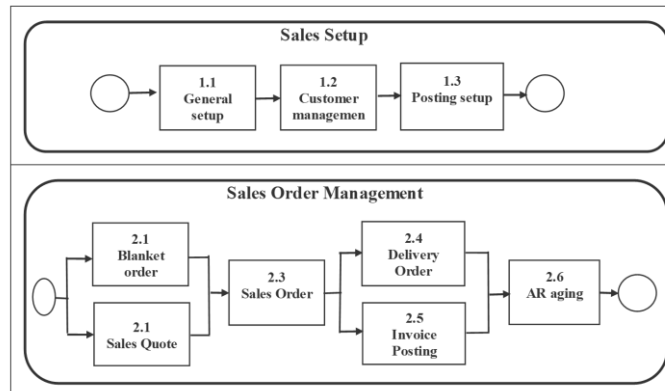 Sales Setup
1.1
General
setup
1.2
Customer
managemen
1.3
Posting setup
Sales Order Management
2.1
Blanket
order
2.1
Sales Quote
2.3
Sales Order
2.4
Delivery
Order
2.5
Invoice
Posting
2.6
AR aging